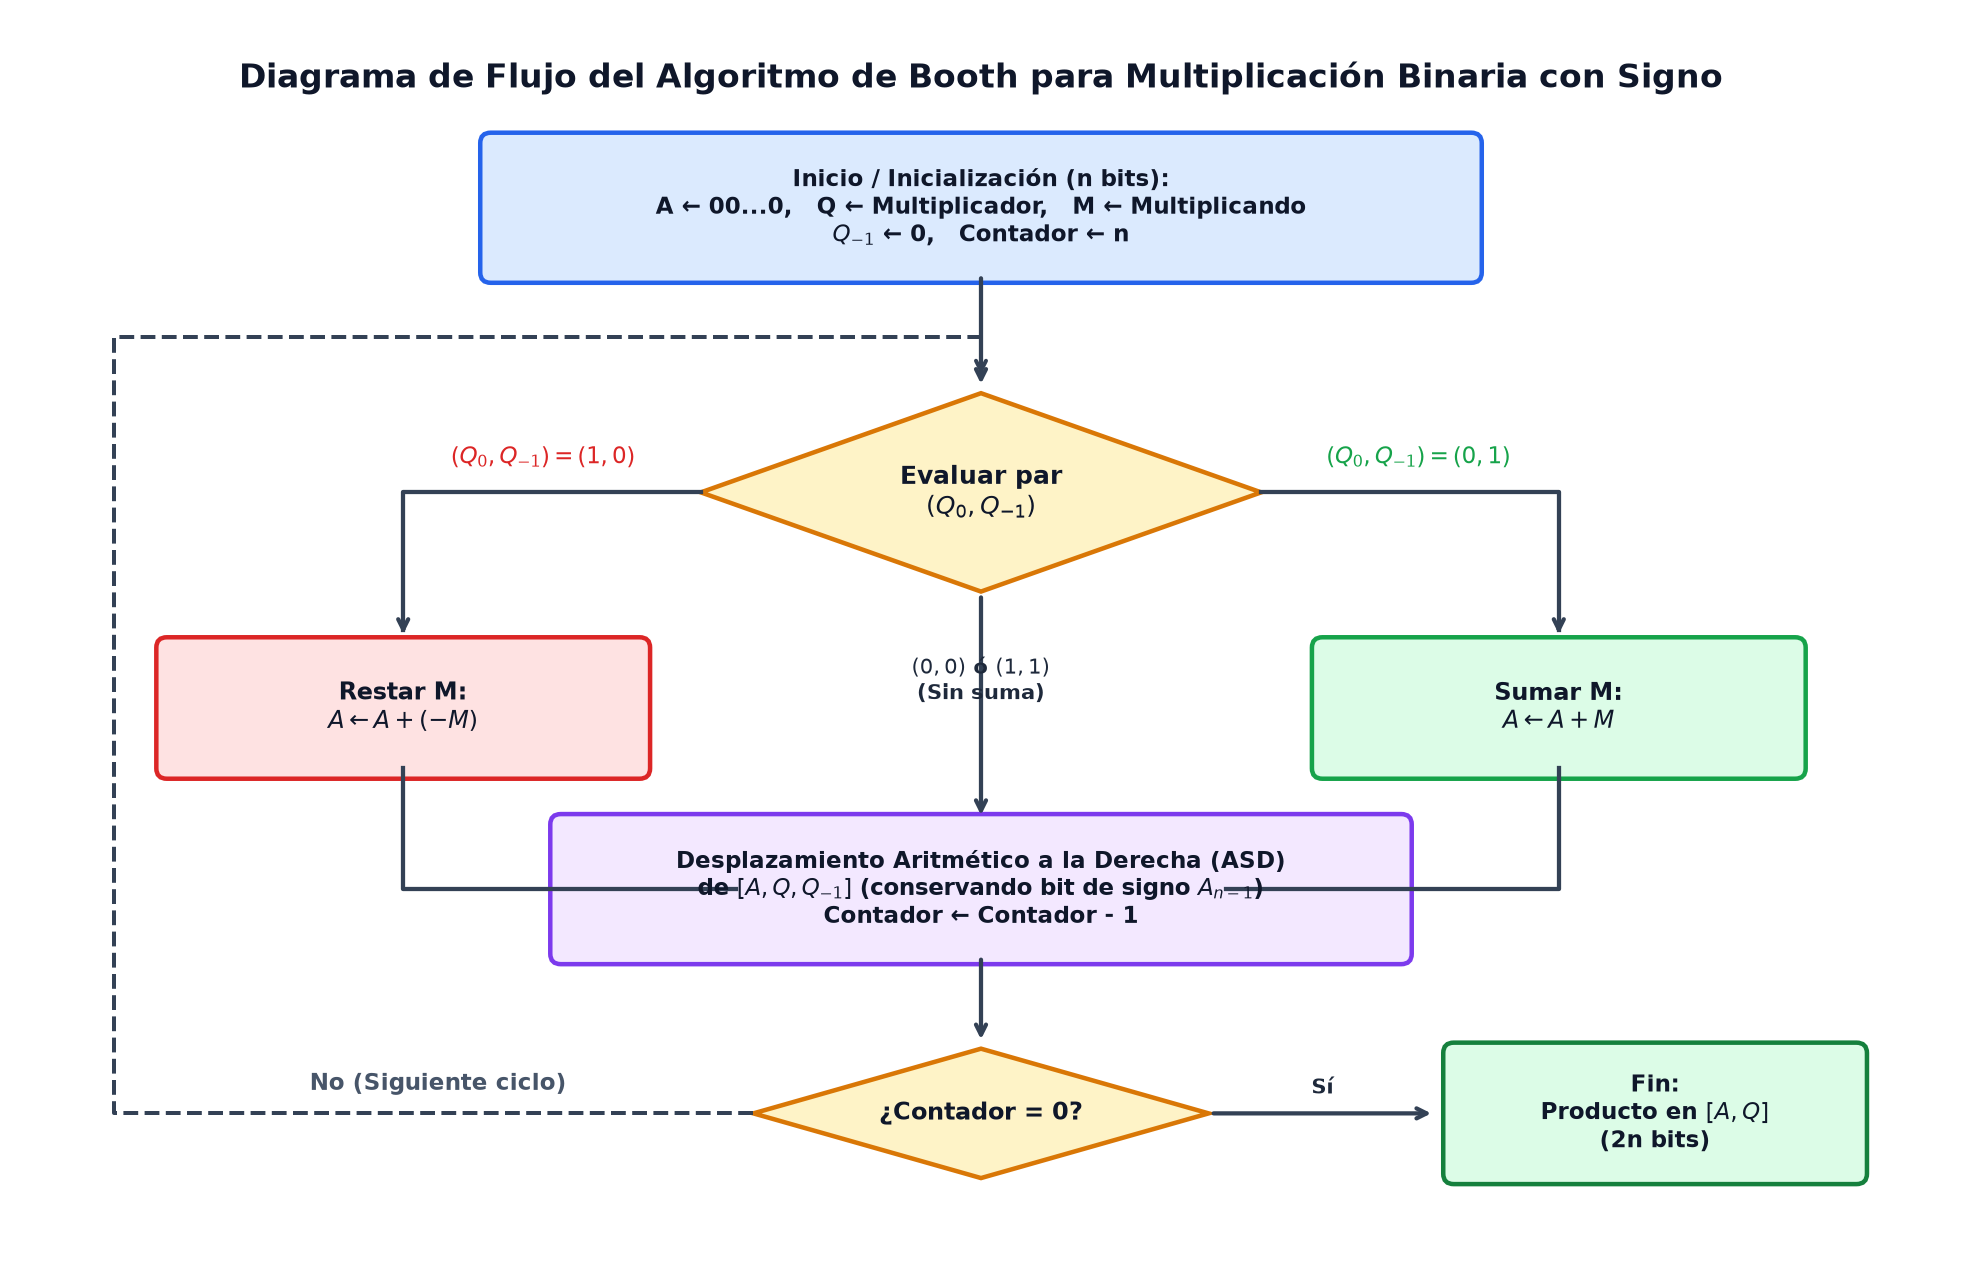 Diagrama de Flujo del Algoritmo de Booth para Multiplicación Binaria con Signo
Inicio / Inicialización (n bits):
A ← 00...0,   Q ← Multiplicador,   M ← Multiplicando
Q₋₁ ← 0,   Contador ← n
(Q₀, Q₋₁) = (1, 0)
(Q₀, Q₋₁) = (0, 1)
Evaluar par
(Q₀, Q₋₁)
(0, 0) ó (1, 1)
(Sin suma)
Restar M:
A ← A + (−M)
Sumar M:
A ← A + M
Desplazamiento Aritmético a la Derecha (ASD)
de [A, Q, Q₋₁] (conservando bit de signo Aₙ₋₁)
Contador ← Contador - 1
No (Siguiente ciclo)
¿Contador = 0?
Sí
Fin:
Producto en [A, Q]
(2n bits)